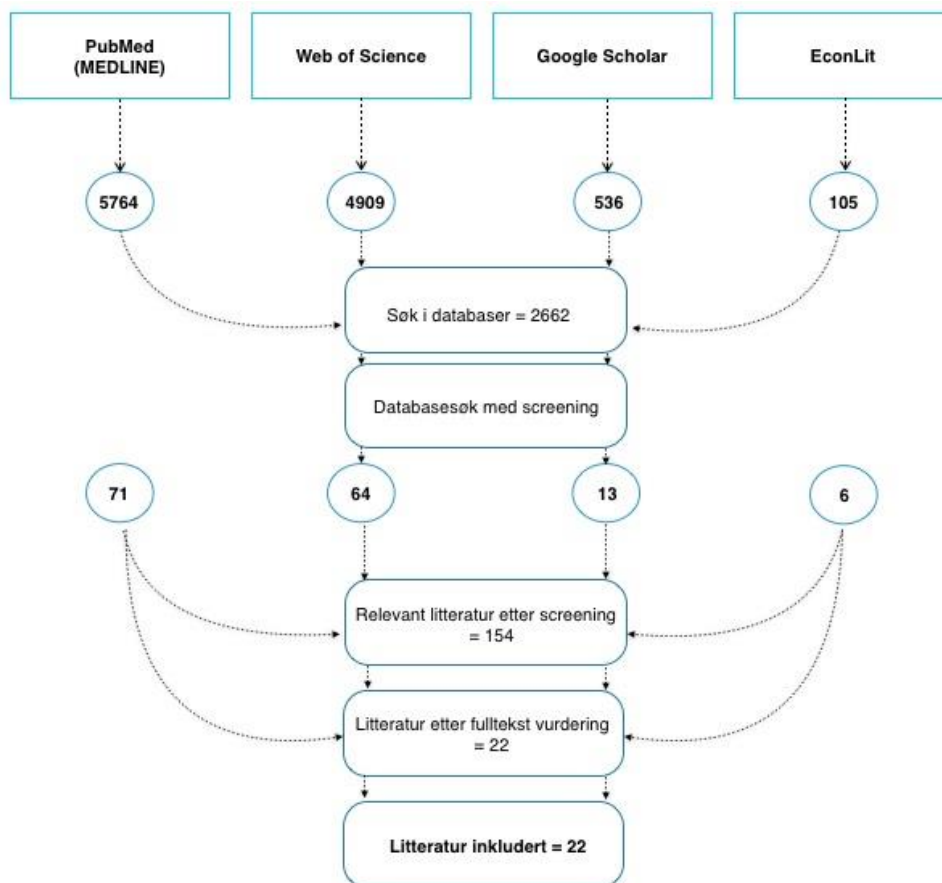 PubMed
(MEDLINE)
Web of Science
Google Scholar
EconLit
5764
4909
536
105
Søk i databaser = 2662
Databasesøk med screening
71
64
13
6
Relevant litteratur etter screening
= 154
Litteratur etter fulltekst vurdering
= 22
Litteratur inkludert = 22